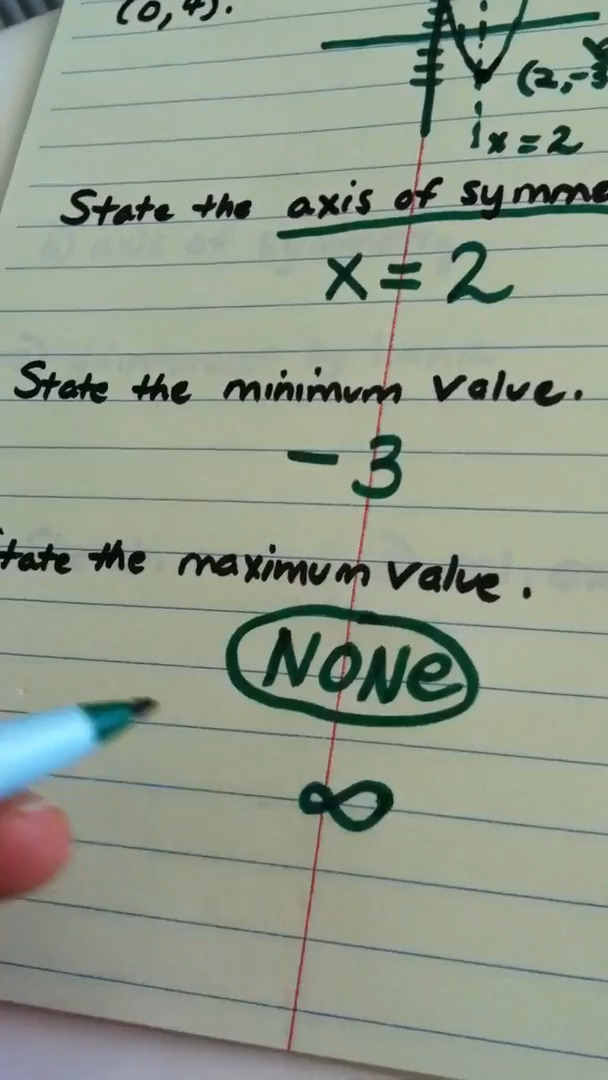 (0,4).
(2,-3
x=2
State the axis of symme
x=2
State the minimum value.
-3
tate the maximum value.
NONe
∞